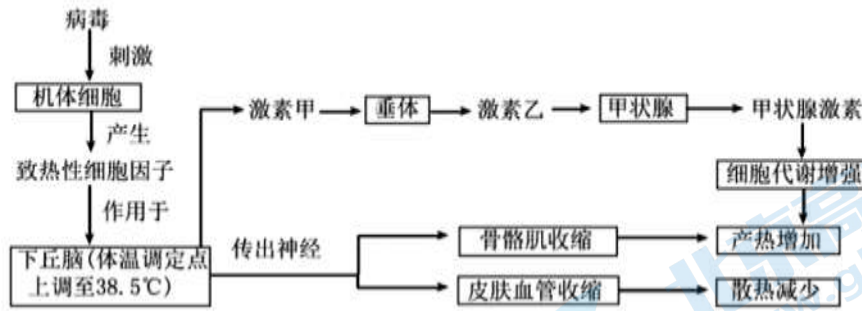 病毒
刺激
机体细胞
产生
致热性细胞因子
作用于
下丘脑(体温调定点
上调至38.5℃)
激素甲
垂体
激素乙
甲状腺
甲状腺激素
细胞代谢增强
传出神经
骨骼肌收缩
产热增加
皮肤血管收缩
散热减少